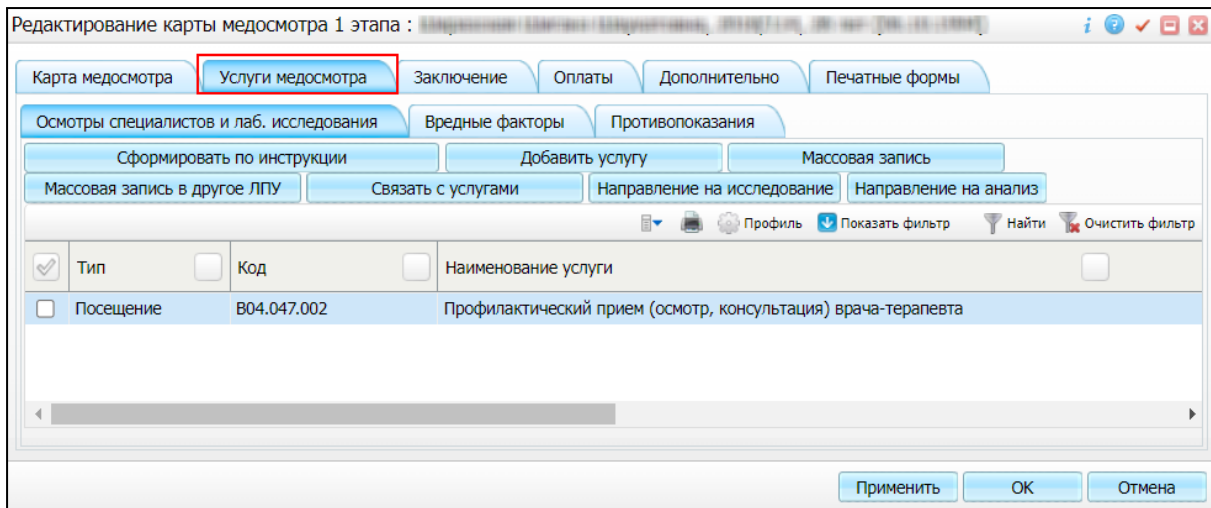 Редактирование карты медосмотра 1 этапа :
Карта медосмотра Услуги медосмотра Заключение Оплаты Дополнительно Печатные формы
Осмотры специалистов и лаб. исследования Вредные факторы Противопоказания
Сформировать по инструкции Добавить услугу Массовая запись
Массовая запись в другое ЛПУ Связать с услугами Направление на исследование Направление на анализ
Профиль Показать фильтр Найти Очистить фильтр
Тип Код Наименование услуги
Посещение B04.047.002 Профилактический прием (осмотр, консультация) врача-терапевта
Применить ОК Отмена